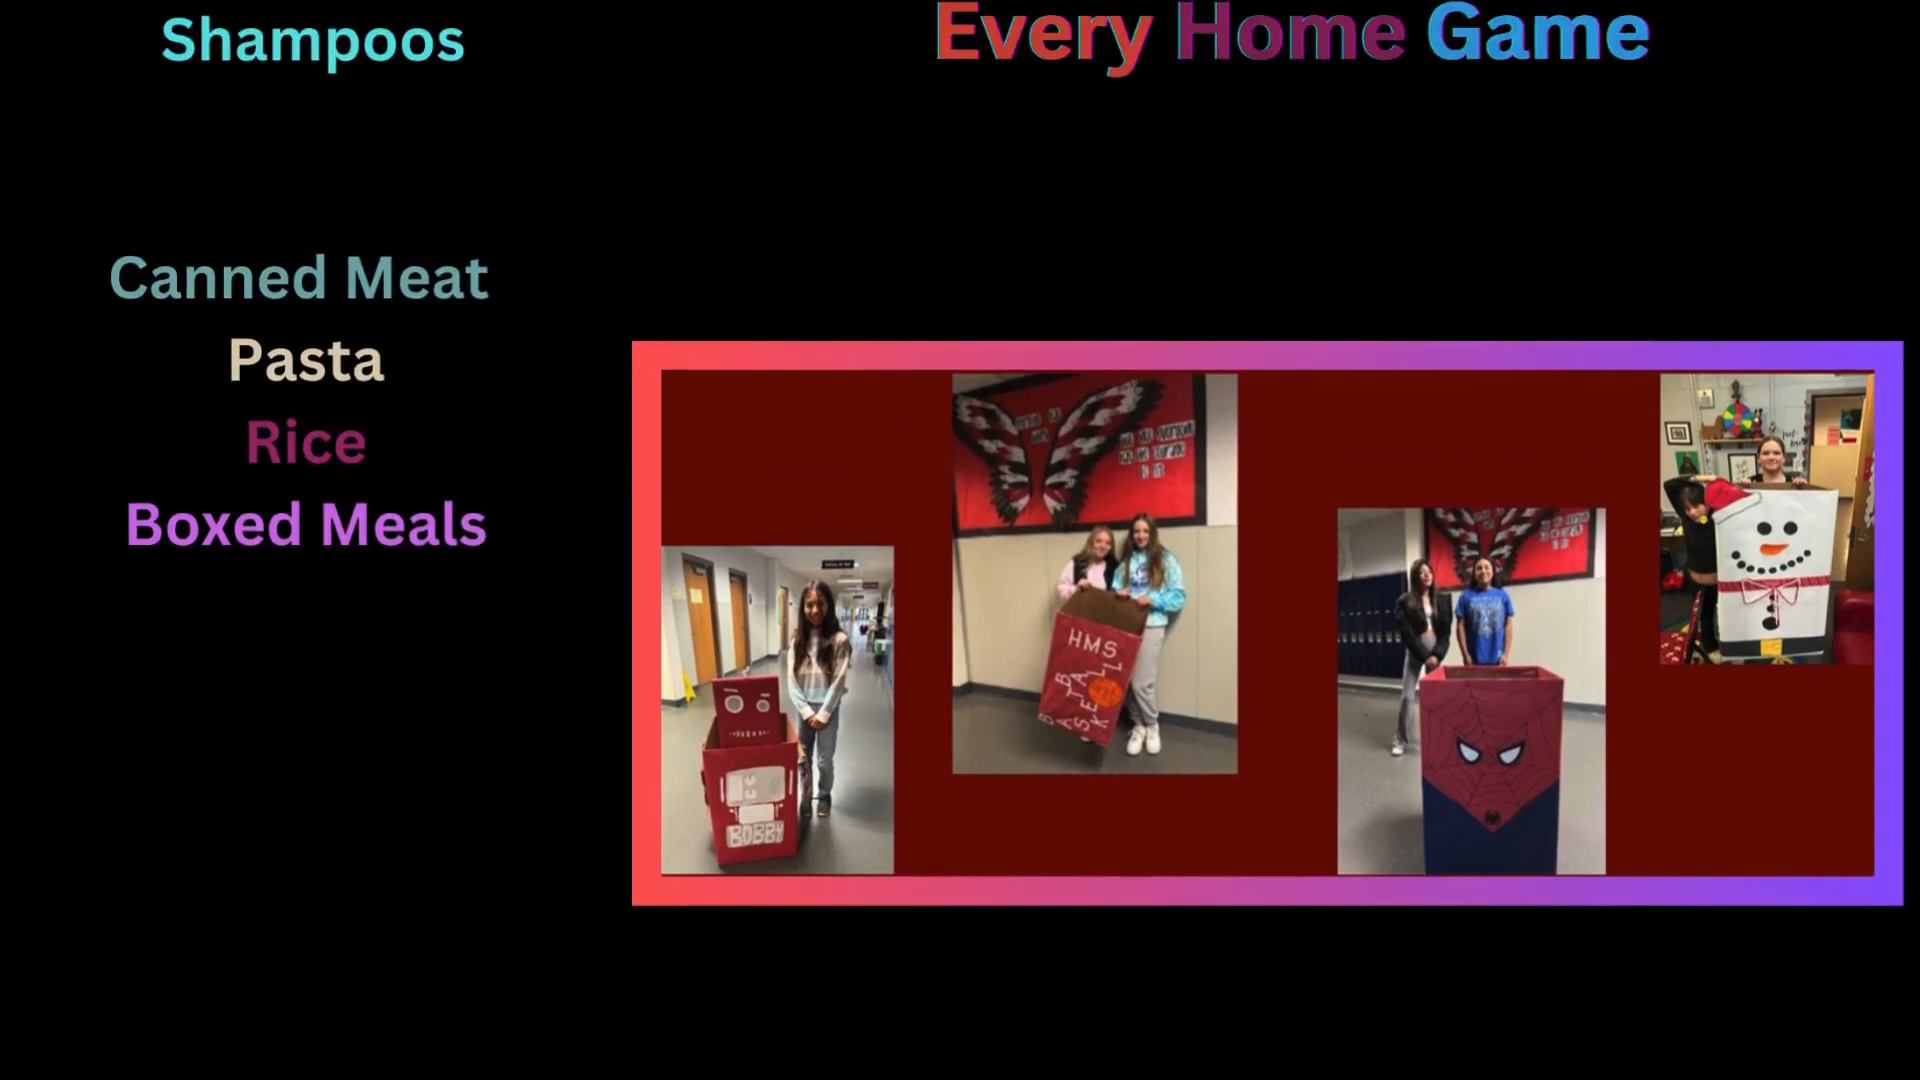 Shampoos
Every Home Game
Canned Meat
Pasta
Rice
Boxed Meals
HMS
BASKETBALL
BOBBY